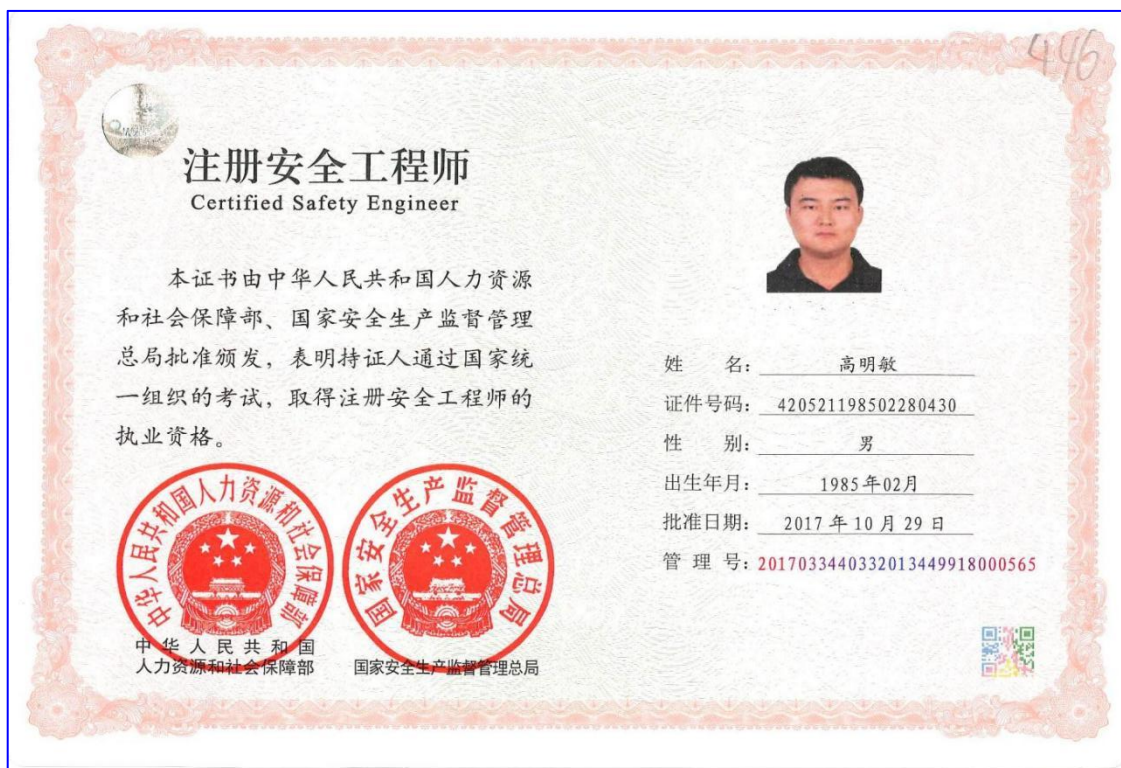 446
注册安全工程师
Certified Safety Engineer
本证书由中华人民共和国人力资源
和社会保障部、国家安全生产监督管理
总局批准颁发，表明持证人通过国家统
一组织的考试，取得注册安全工程师的
执业资格。
中华人民共和国人力资源和社会保障部
国家安全生产监督管理总局
中华人民共和国
人力资源和社会保障部
国家安全生产监督管理总局
姓 名：高明敏
证件号码：420521198502280430
性 别：男
出生年月：1985年02月
批准日期：2017年10月29日
管 理 号：2017033440332013449918000565